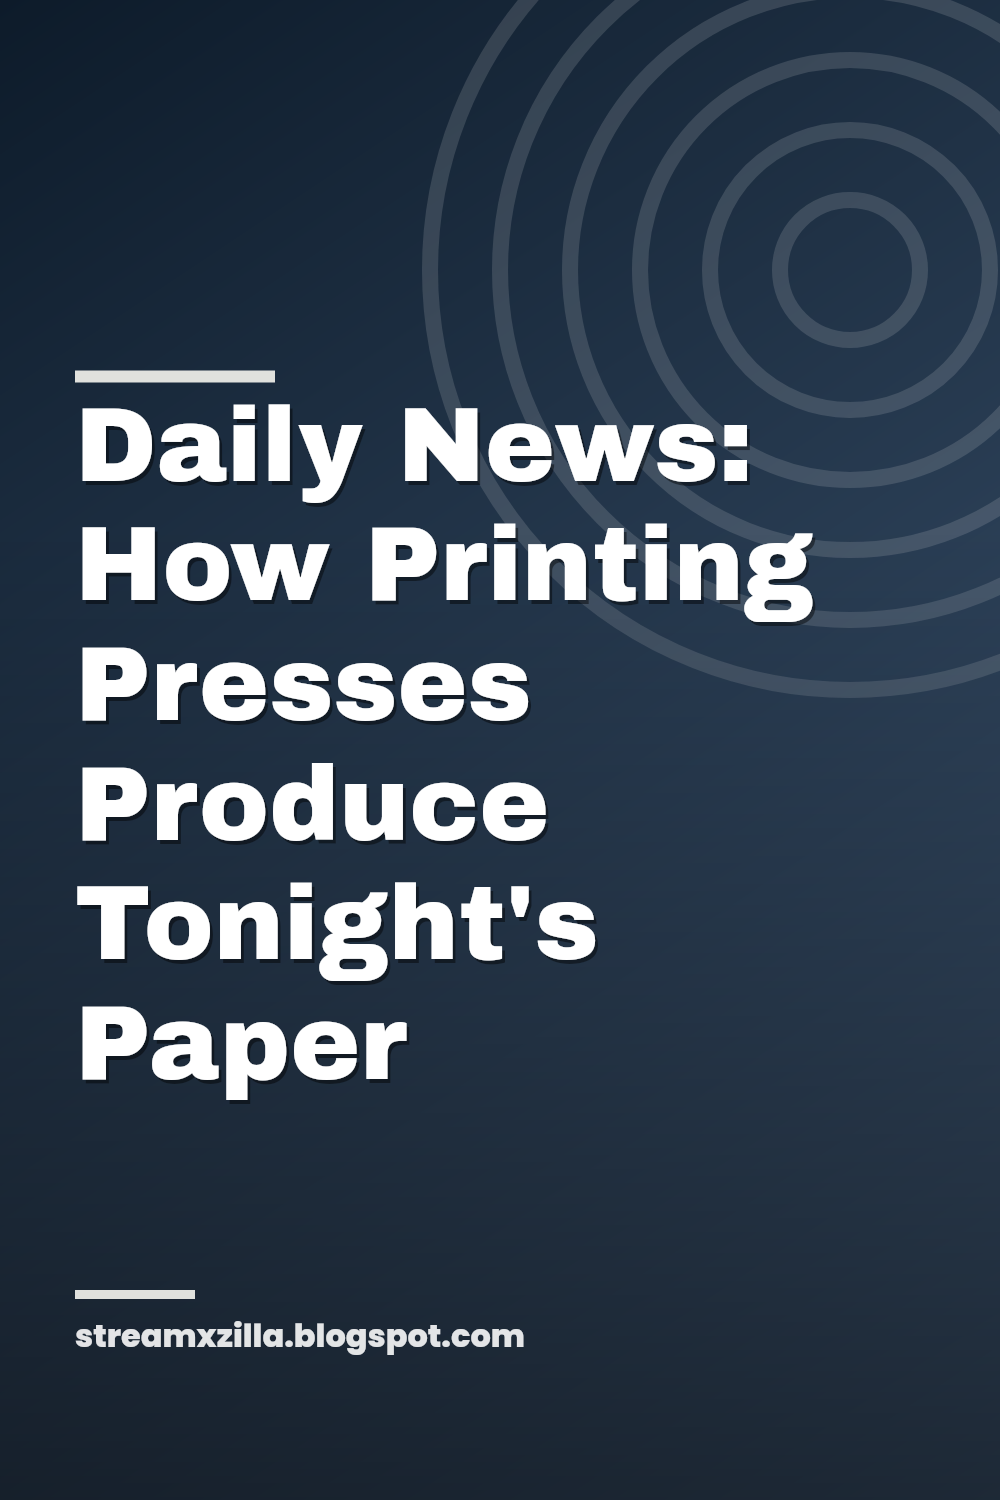 Daily News:
How Printing
Presses
Produce
Tonight's
Paper
streamxzilla.blogspot.com